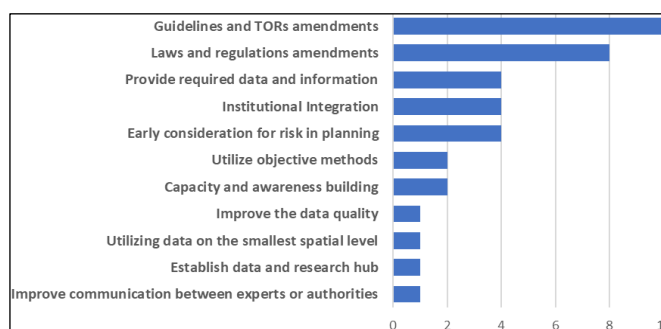 Guidelines and TORs amendments
Laws and regulations amendments
Provide required data and information
Institutional Integration
Early consideration for risk in planning
Utilize objective methods
Capacity and awareness building
Improve the data quality
Utilizing data on the smallest spatial level
Establish data and research hub
Improve communication between experts or authorities
0 2 4 6 8